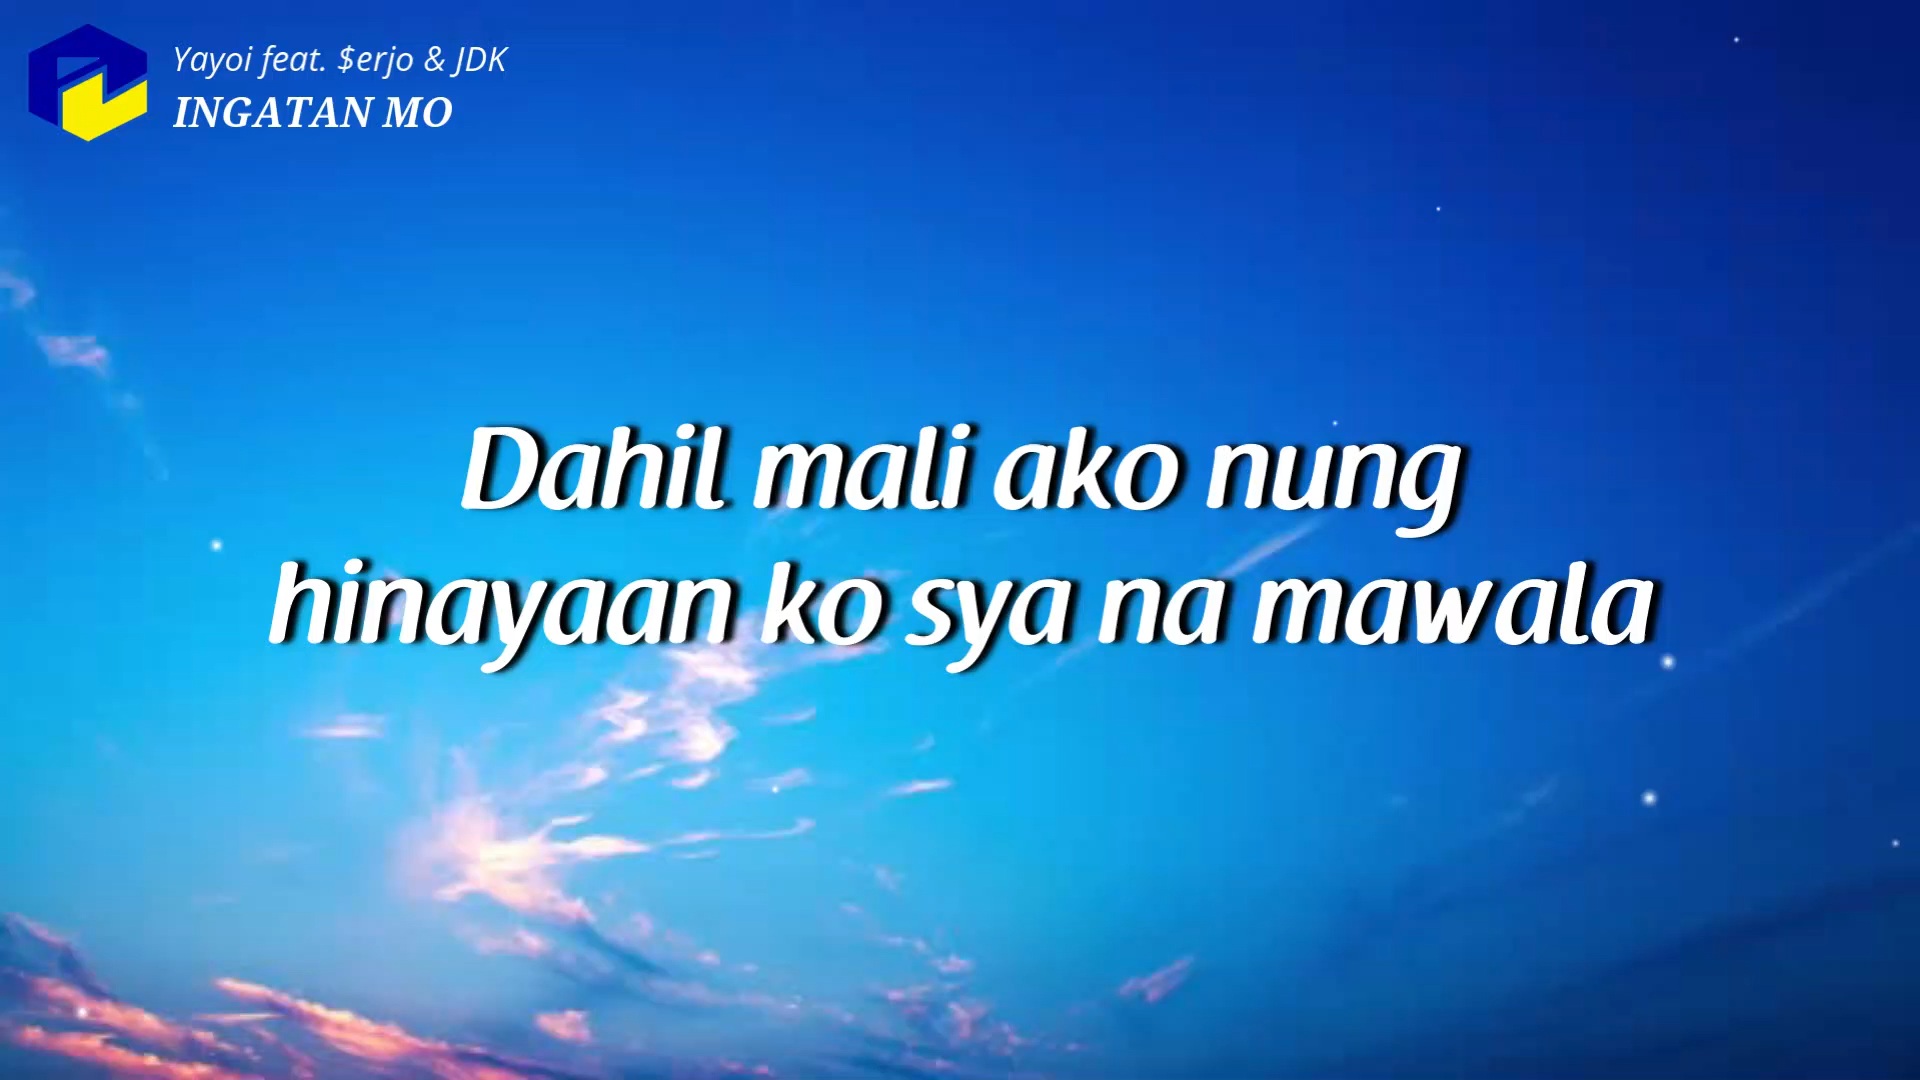 Yayoi feat. $erjo & JDK
INGATAN MO
Dahil mali ako nung
hinayaan ko sya na mawala